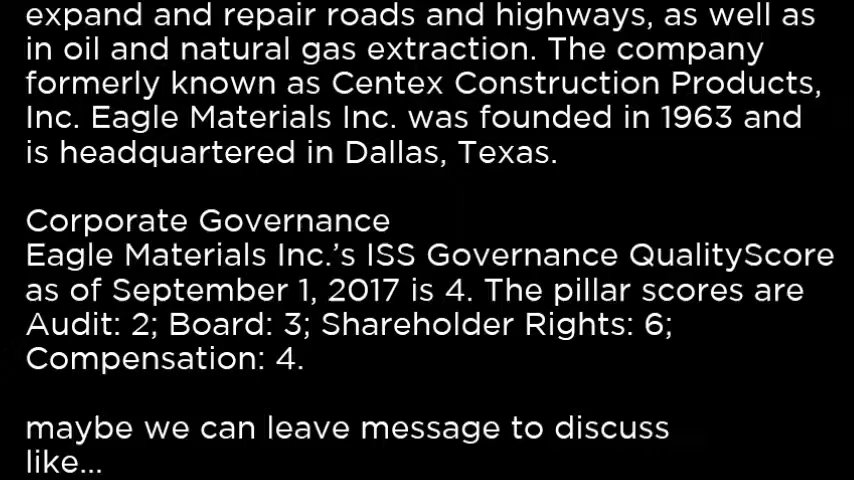 expand and repair roads and highways, as well as
in oil and natural gas extraction. The company
formerly known as Centex Construction Products,
Inc. Eagle Materials Inc. was founded in 1963 and
is headquartered in Dallas, Texas.
Corporate Governance
Eagle Materials Inc.’s ISS Governance QualityScore
as of September 1, 2017 is 4. The pillar scores are
Audit: 2; Board: 3; Shareholder Rights: 6;
Compensation: 4.
maybe we can leave message to discuss
like...